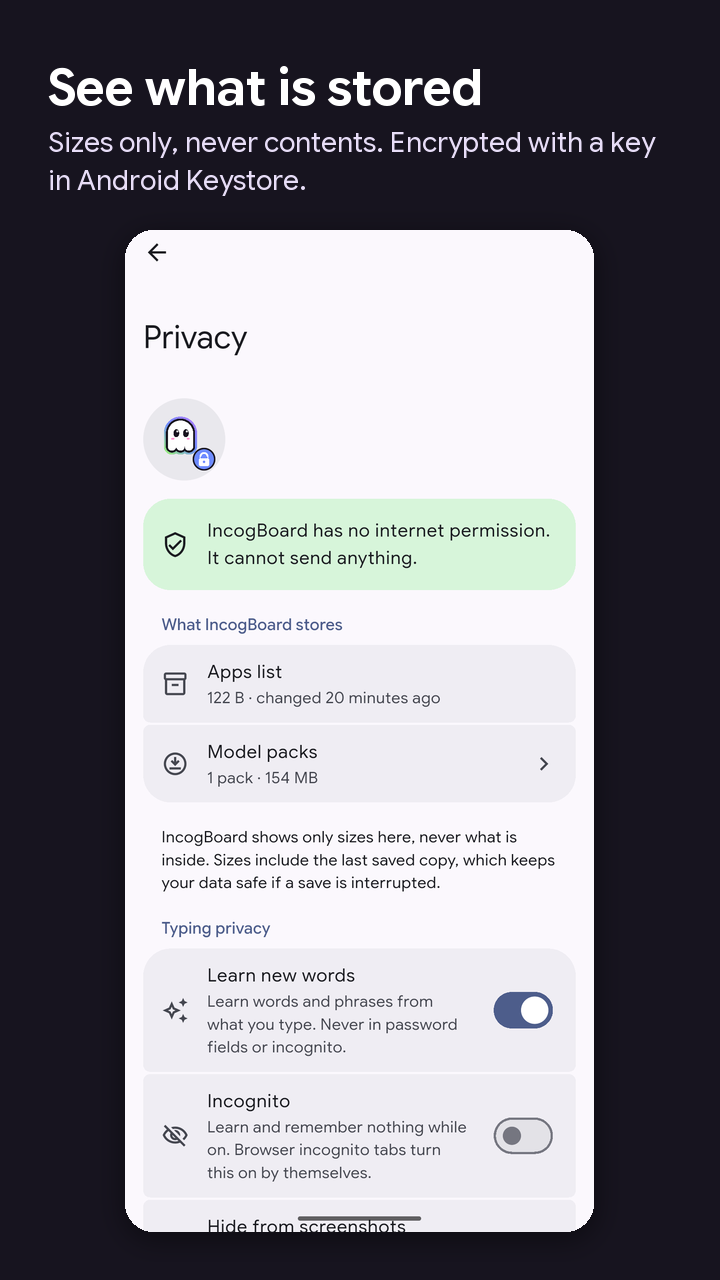 See what is stored
Sizes only, never contents. Encrypted with a key
in Android Keystore.
Privacy
IncogBoard has no internet permission.
It cannot send anything.
What IncogBoard stores
Apps list
122 B · changed 20 minutes ago
Model packs
1 pack · 154 MB
IncogBoard shows only sizes here, never what is
inside. Sizes include the last saved copy, which keeps
your data safe if a save is interrupted.
Typing privacy
Learn new words
Learn words and phrases from
what you type. Never in password
fields or incognito.
Incognito
Learn and remember nothing while
on. Browser incognito tabs turn
this on by themselves.
Hide from screenshots